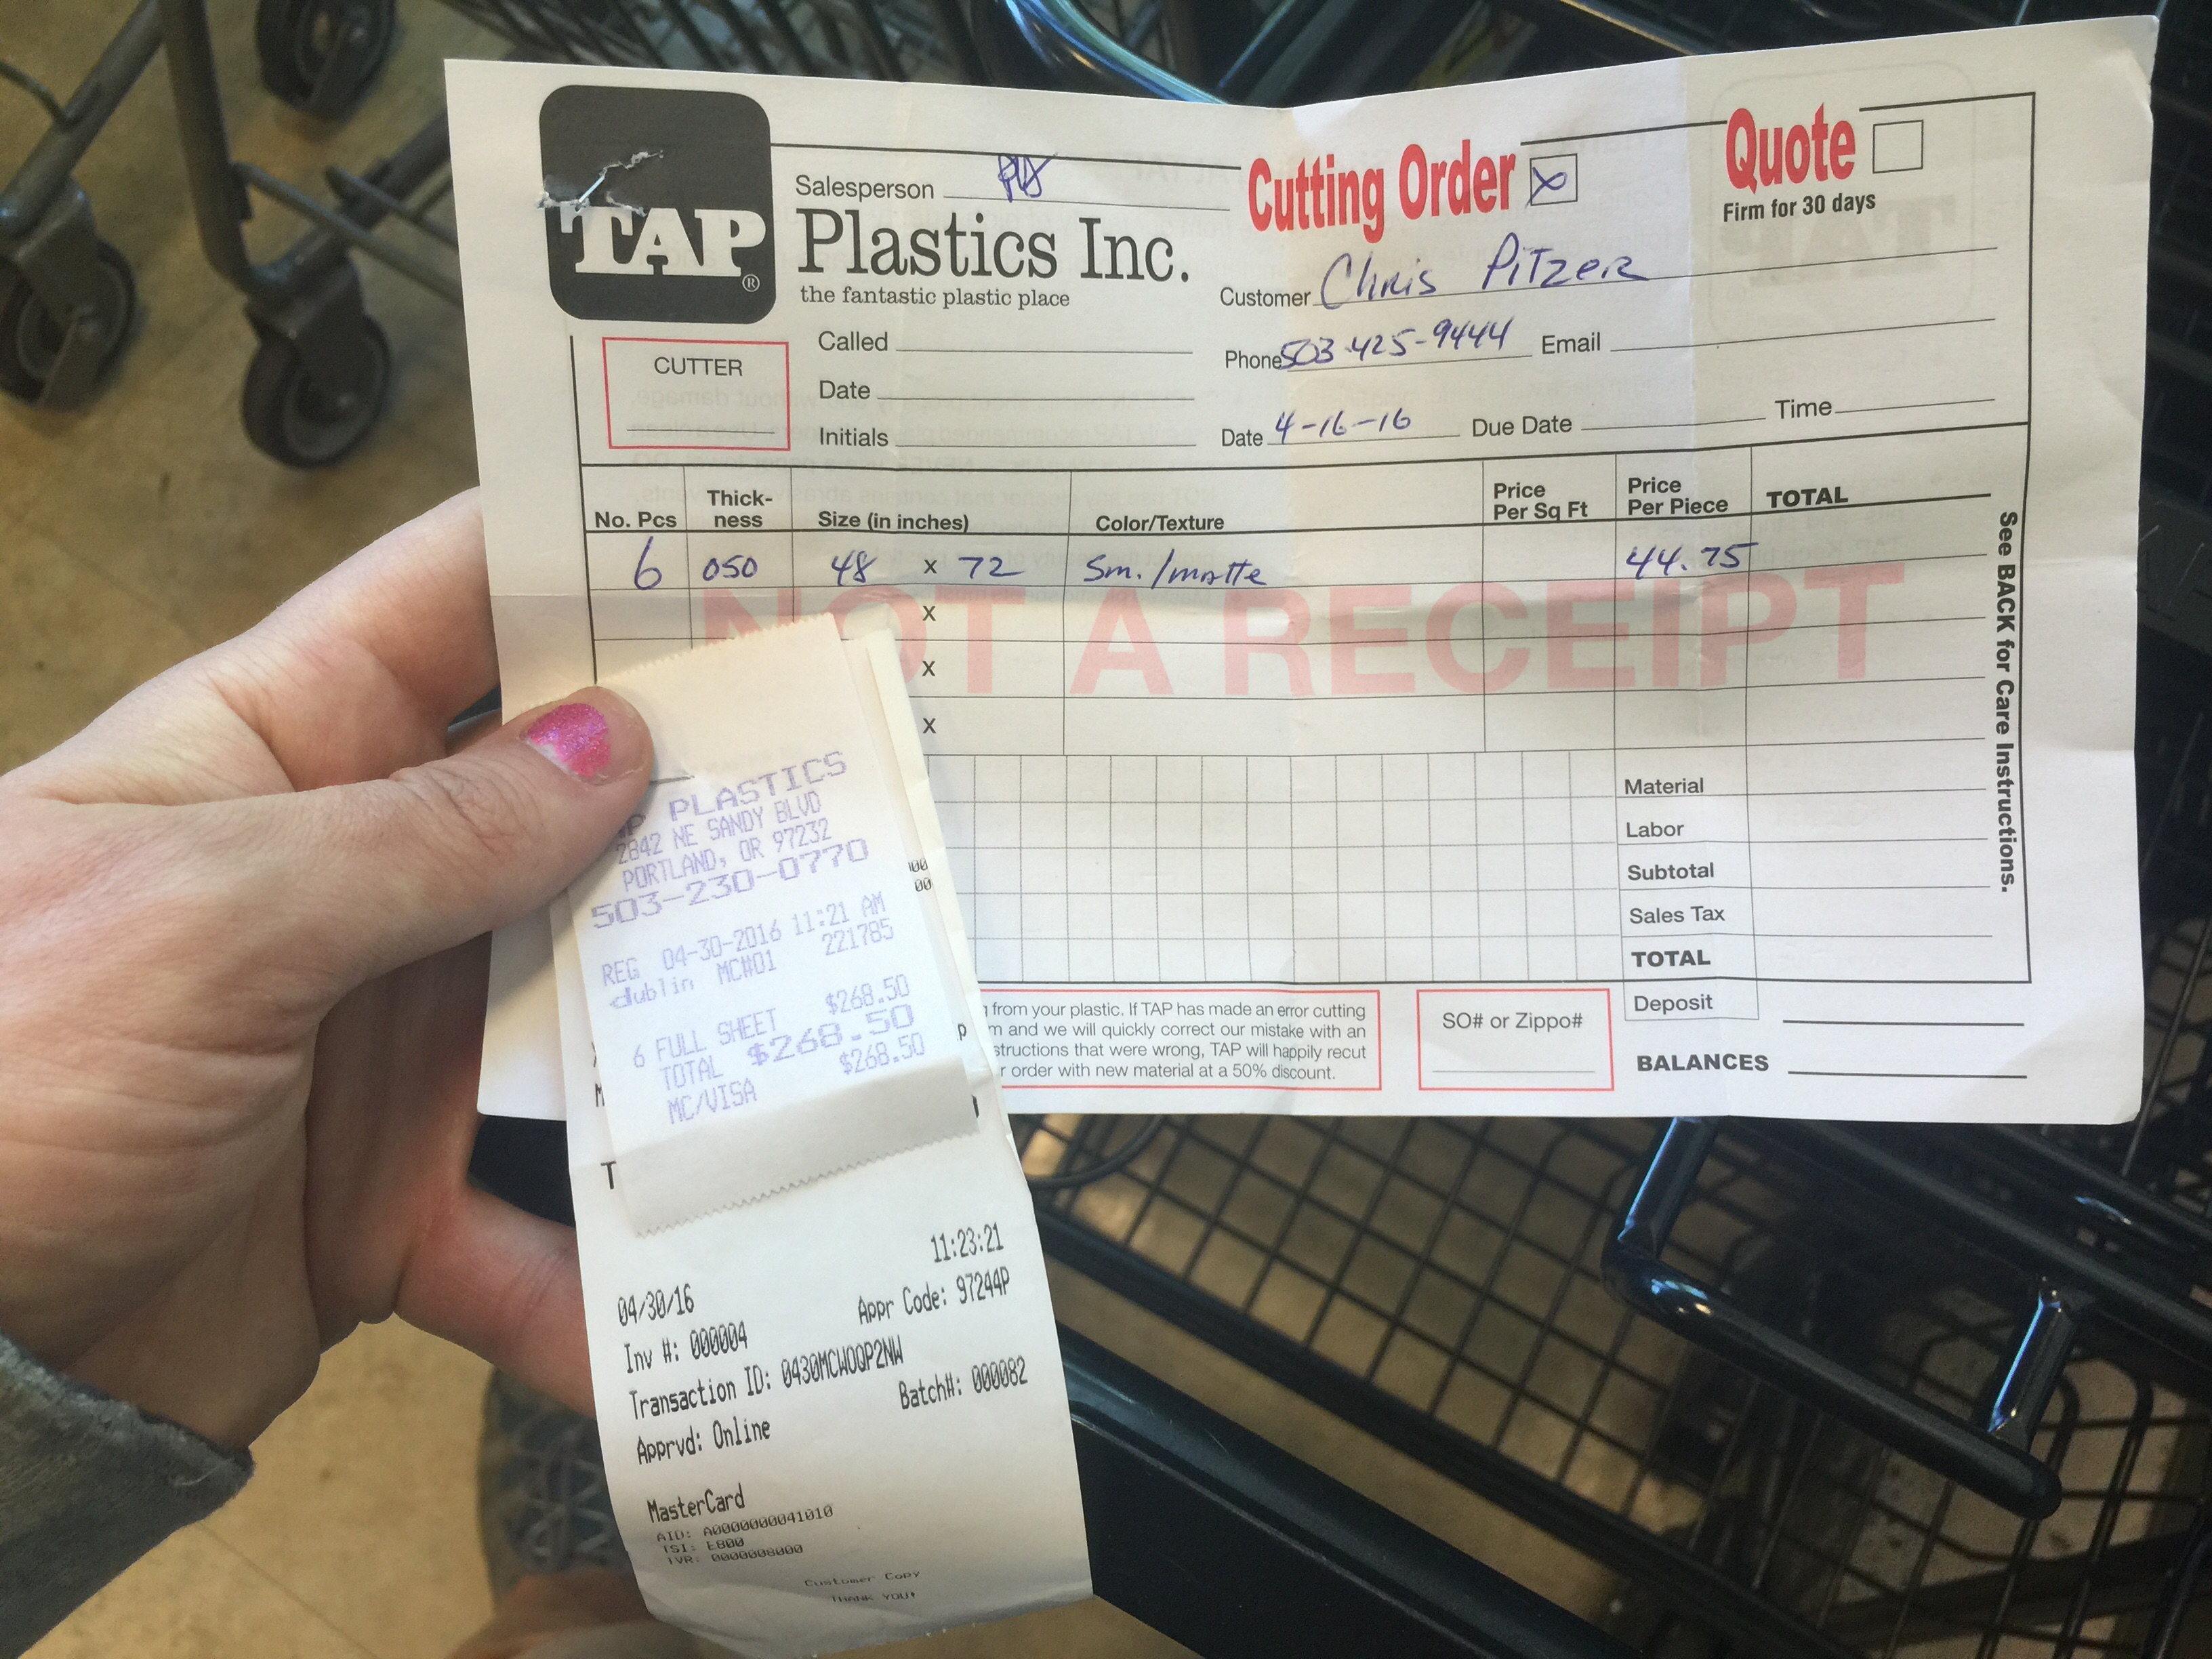 TAP®
Plastics Inc.
the fantastic plastic place
Salesperson
Cutting Order
Quote
Firm for 30 days
CUTTER
Called
Date
Initials
Customer Chris Pitzer
Phone 503 425-9444 Email
Date 4-16-16 Due Date Time
No. Pcs Thick-ness Size (in inches) Color/Texture Price Per Sq Ft Price Per Piece TOTAL
6 050 48 x 72 Sm./matte 44.75
x
x
x
NOT A RECEIPT
Material
Labor
Subtotal
Sales Tax
TOTAL
Deposit
BALANCES
SO# or Zippo#
See BACK for Care Instructions.
from your plastic. If TAP has made an error cutting
m and we will quickly correct our mistake with an
structions that were wrong, TAP will happily recut
r order with new material at a 50% discount.
P PLASTICS
2842 NE SANDY BLVD
PORTLAND, OR 97232
503-230-0770
REG 04-30-2016 11:21 AM
dublin MC#01 221785
6 FULL SHEET $268.50
TOTAL $268.50
MC/VISA $268.50
04/30/16 11:23:21
Inv #: 000004 Appr Code: 97244P
Transaction ID: 0430MCWOQP2NW
Apprvd: Online Batch#: 000082
MasterCard
AID: A0000000041010
TSI: E800
TVR: 0000008000
Customer Copy
THANK YOU!